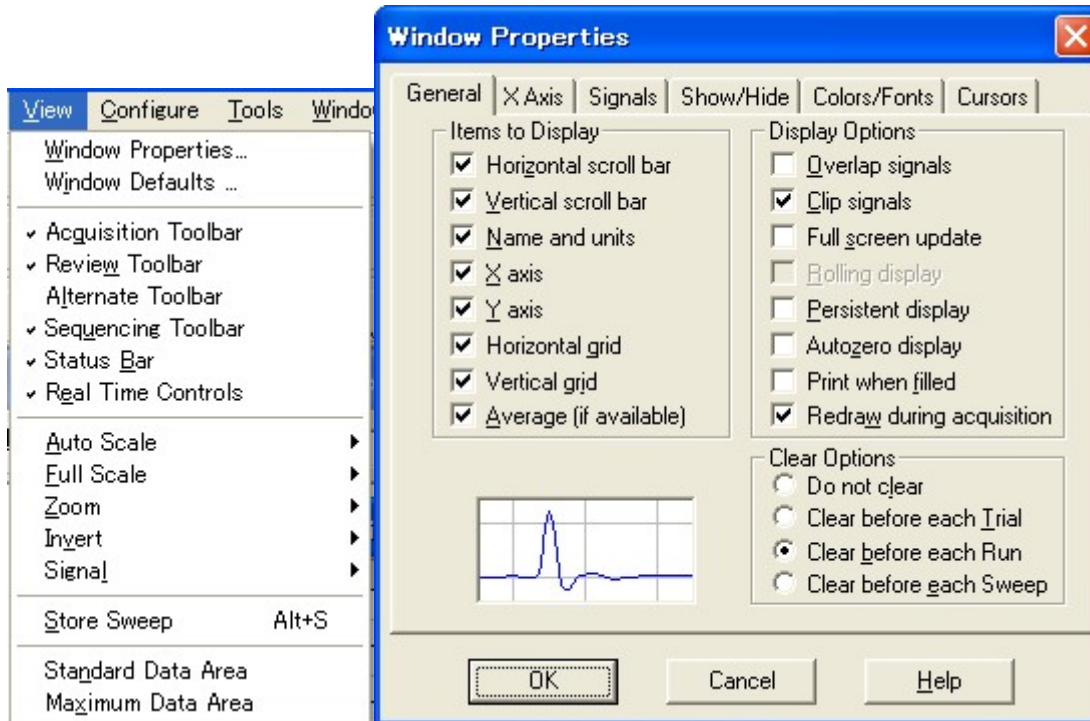 View Configure Tools Windo
Window Properties...
Window Defaults ...
Acquisition Toolbar
Review Toolbar
Alternate Toolbar
Sequencing Toolbar
Status Bar
Real Time Controls
Auto Scale
Full Scale
Zoom
Invert
Signal
Store Sweep Alt+S
Standard Data Area
Maximum Data Area
Window Properties
General X Axis Signals Show/Hide Colors/Fonts Cursors
Items to Display
Horizontal scroll bar
Vertical scroll bar
Name and units
X axis
Y axis
Horizontal grid
Vertical grid
Average (if available)
Display Options
Overlap signals
Clip signals
Full screen update
Rolling display
Persistent display
Autozero display
Print when filled
Redraw during acquisition
Clear Options
Do not clear
Clear before each Trial
Clear before each Run
Clear before each Sweep
OK Cancel Help